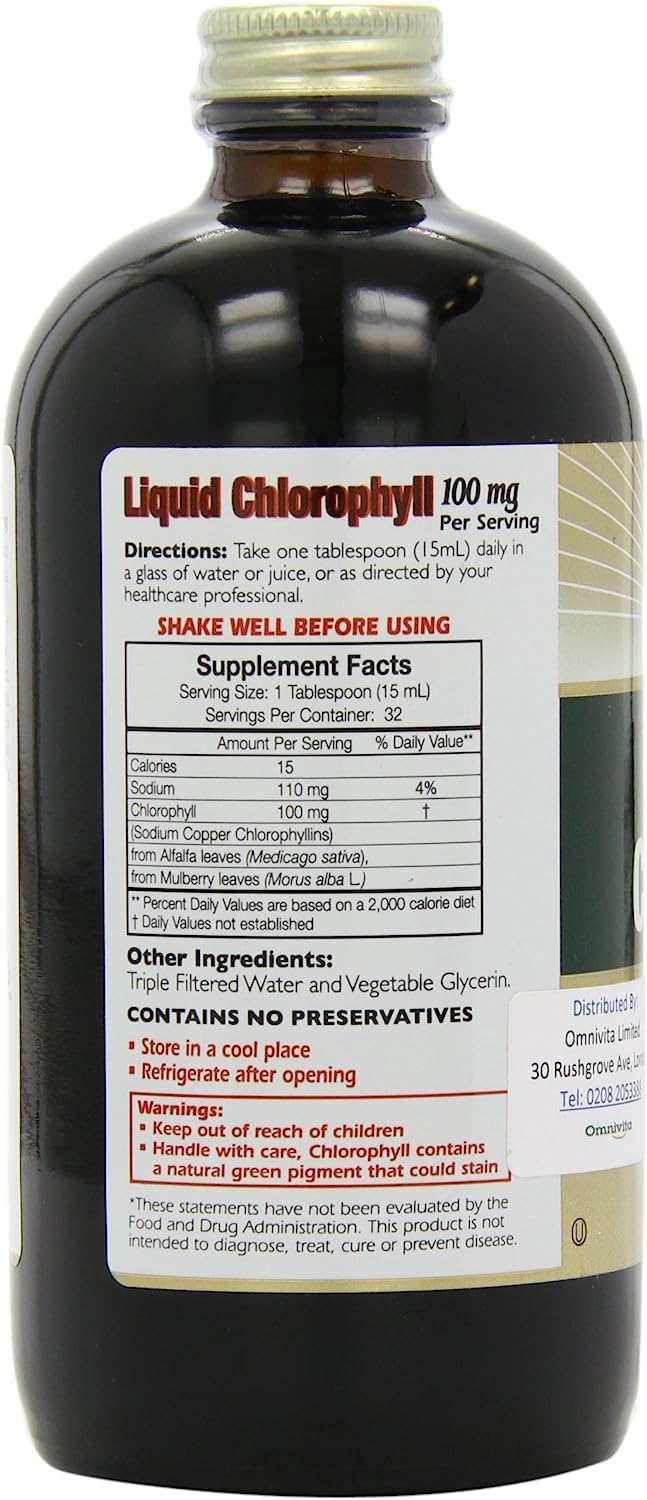 Liquid Chlorophyll 100 mg
Per Serving
Directions: Take one tablespoon (15mL) daily in
a glass of water or juice, or as directed by your
healthcare professional.
SHAKE WELL BEFORE USING
Supplement Facts
Serving Size: 1 Tablespoon (15 mL)
Servings Per Container: 32
Amount Per Serving % Daily Value**
Calories 15
Sodium 110 mg 4%
Chlorophyll 100 mg †
(Sodium Copper Chlorophyllins)
from Alfalfa leaves (Medicago sativa),
from Mulberry leaves (Morus alba L.)
** Percent Daily Values are based on a 2,000 calorie diet
† Daily Values not established
Other Ingredients:
Triple Filtered Water and Vegetable Glycerin.
CONTAINS NO PRESERVATIVES
▪ Store in a cool place
▪ Refrigerate after opening
Warnings:
▪ Keep out of reach of children
▪ Handle with care, Chlorophyll contains
a natural green pigment that could stain
*These statements have not been evaluated by the
Food and Drug Administration. This product is not
intended to diagnose, treat, cure or prevent disease.
Distributed By:
Omnivita Limited
30 Rushgrove Ave,
Tel: 0208 205338
Omnivita
U